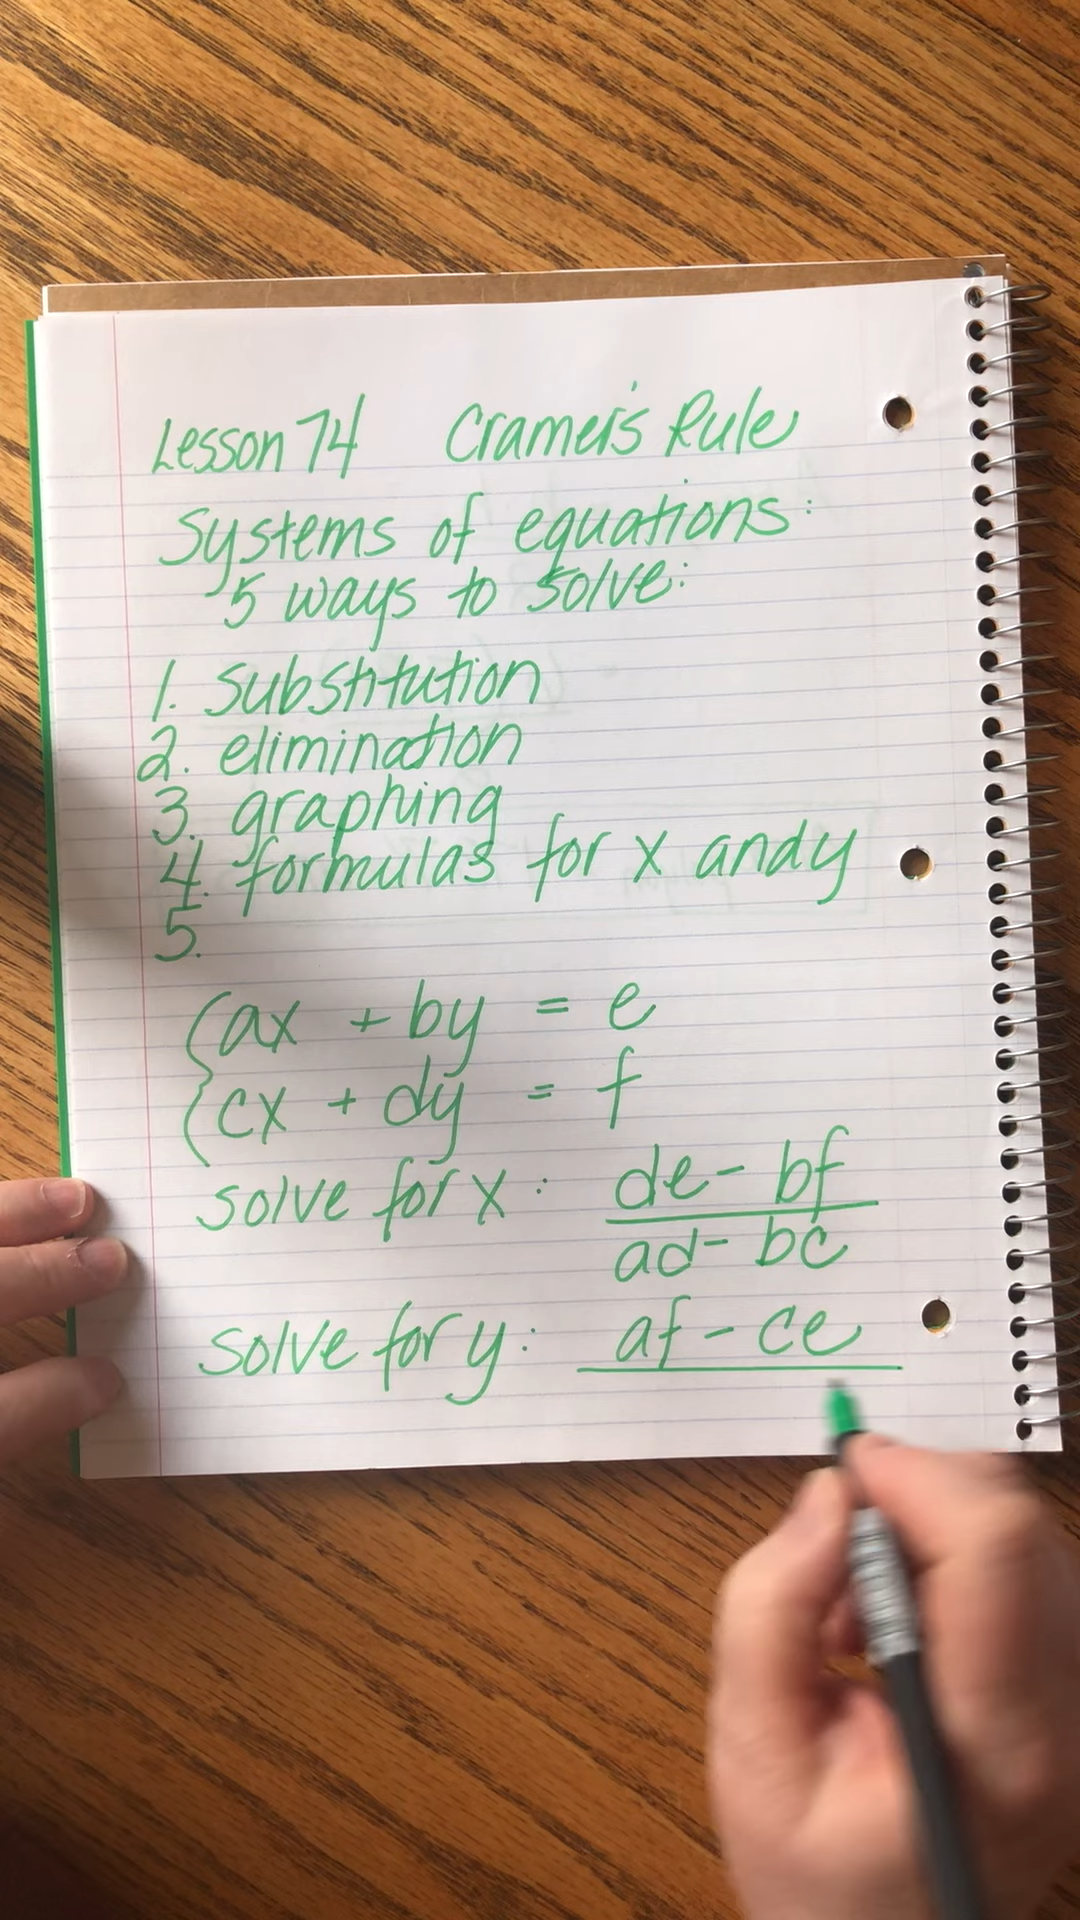 Lesson 74 Cramer's Rule
Systems of equations:
5 ways to solve:
1. substitution
2. elimination
3. graphing
4. formulas for x and y
5.
{ax + by = e
{cx + dy = f
solve for x: de - bf
ad - bc
solve for y: af - ce